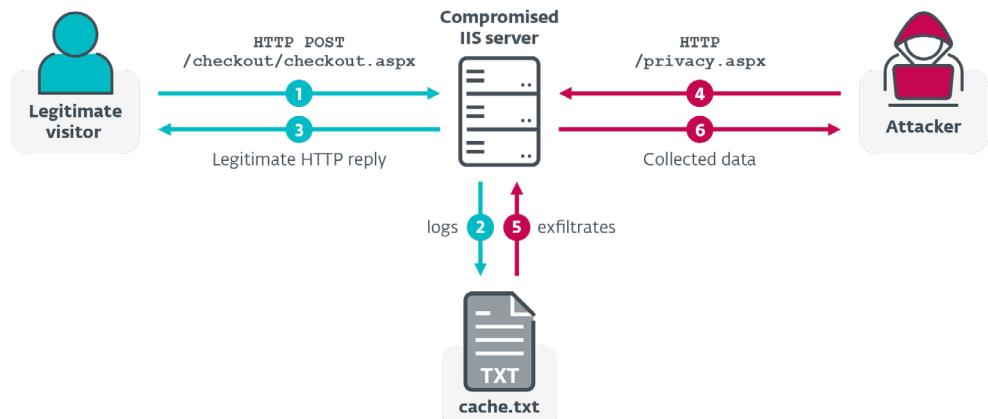 Compromised
IIS server
HTTP POST
/checkout/checkout.aspx
HTTP
/privacy.aspx
1
4
Legitimate
visitor
Attacker
3
6
Legitimate HTTP reply
Collected data
logs
2
5
exfiltrates
TXT
cache.txt